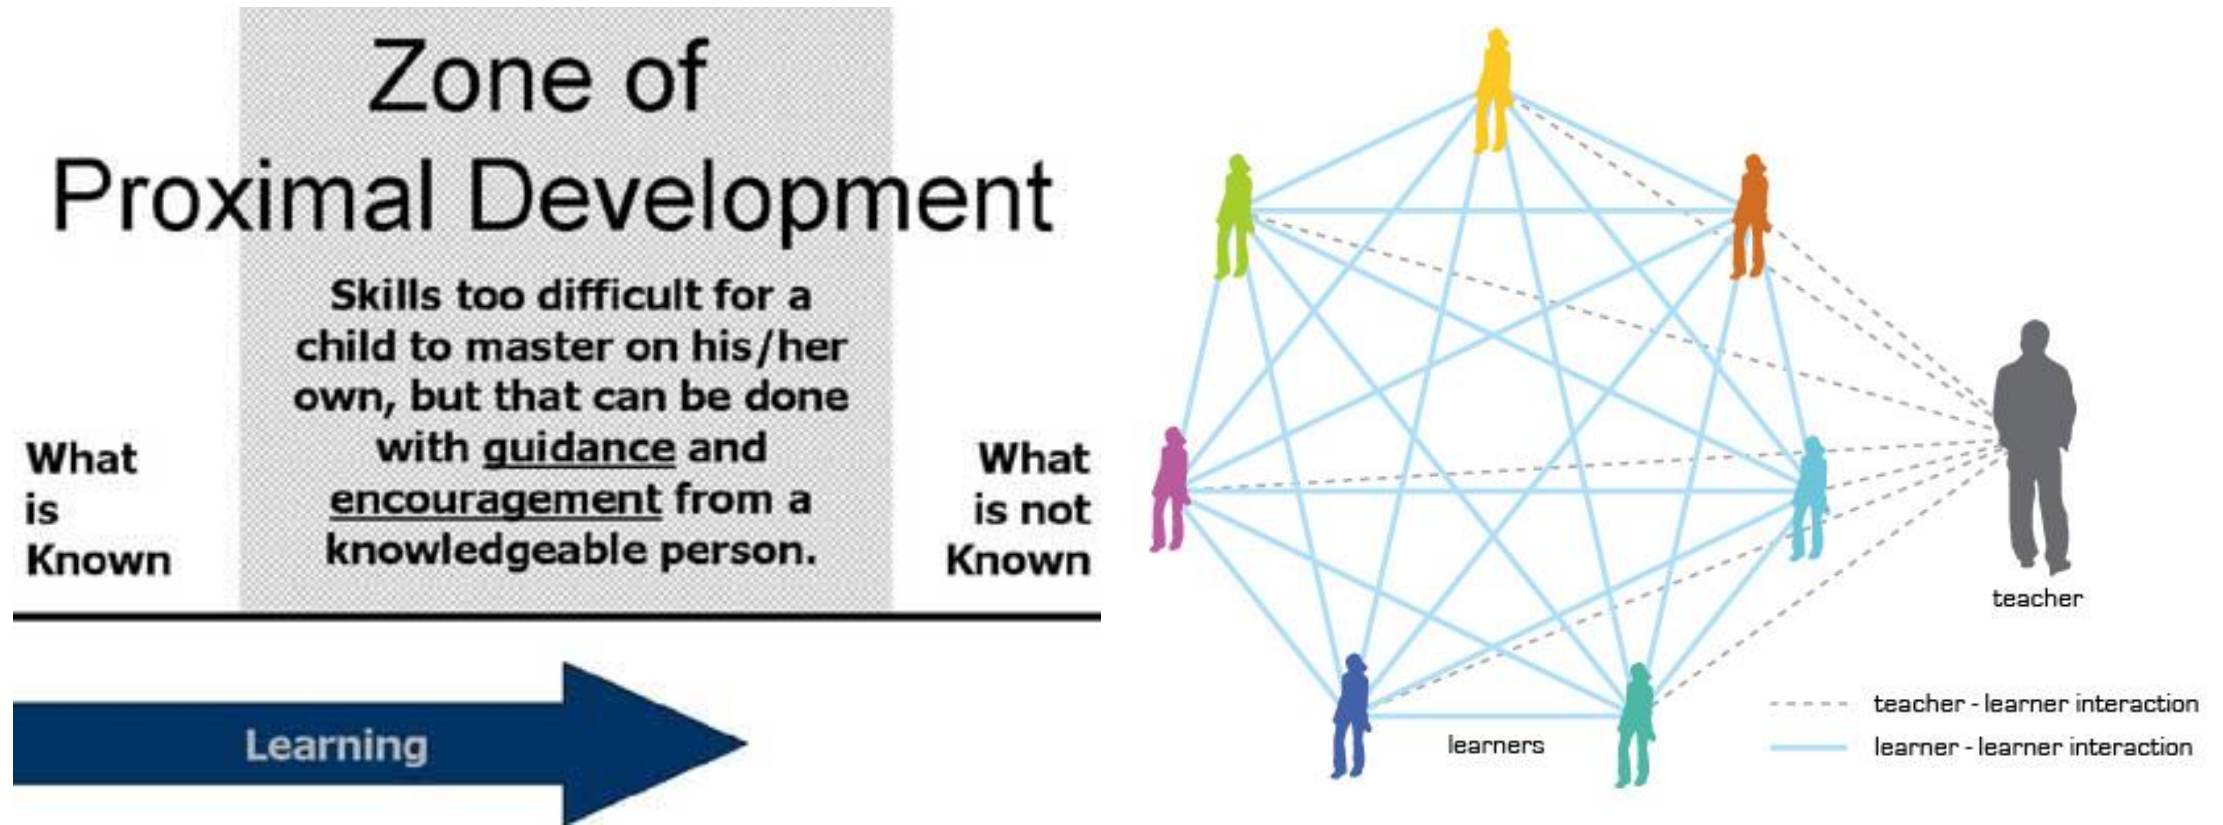 Zone of
Proximal Development
Skills too difficult for a
child to master on his/her
own, but that can be done
with guidance and
encouragement from a
knowledgeable person.
What
is
Known
What
is not
Known
Learning
teacher
learners
teacher - learner interaction
learner - learner interaction